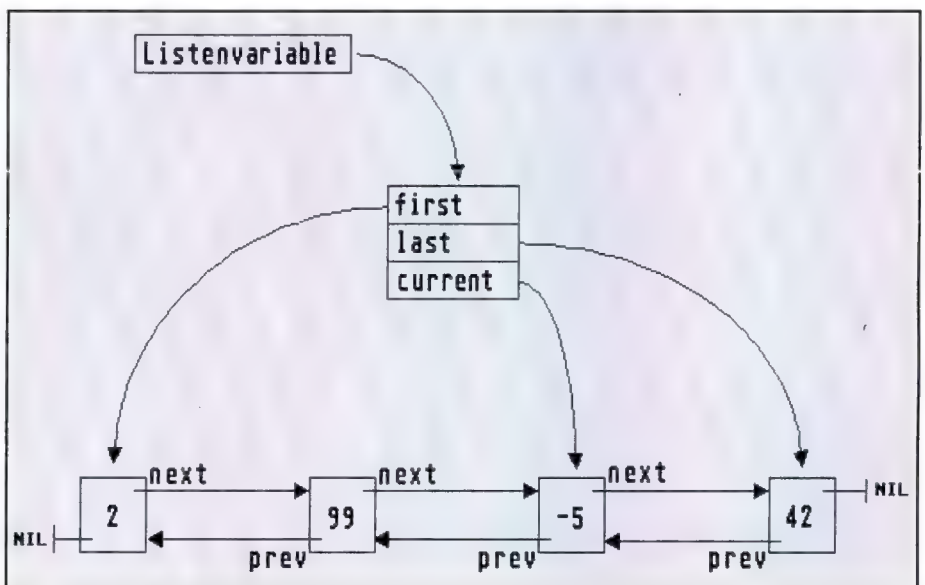 Listenvariable
first
last
current
next next next
2 99 -5 42 NIL
NIL
prev prev prev